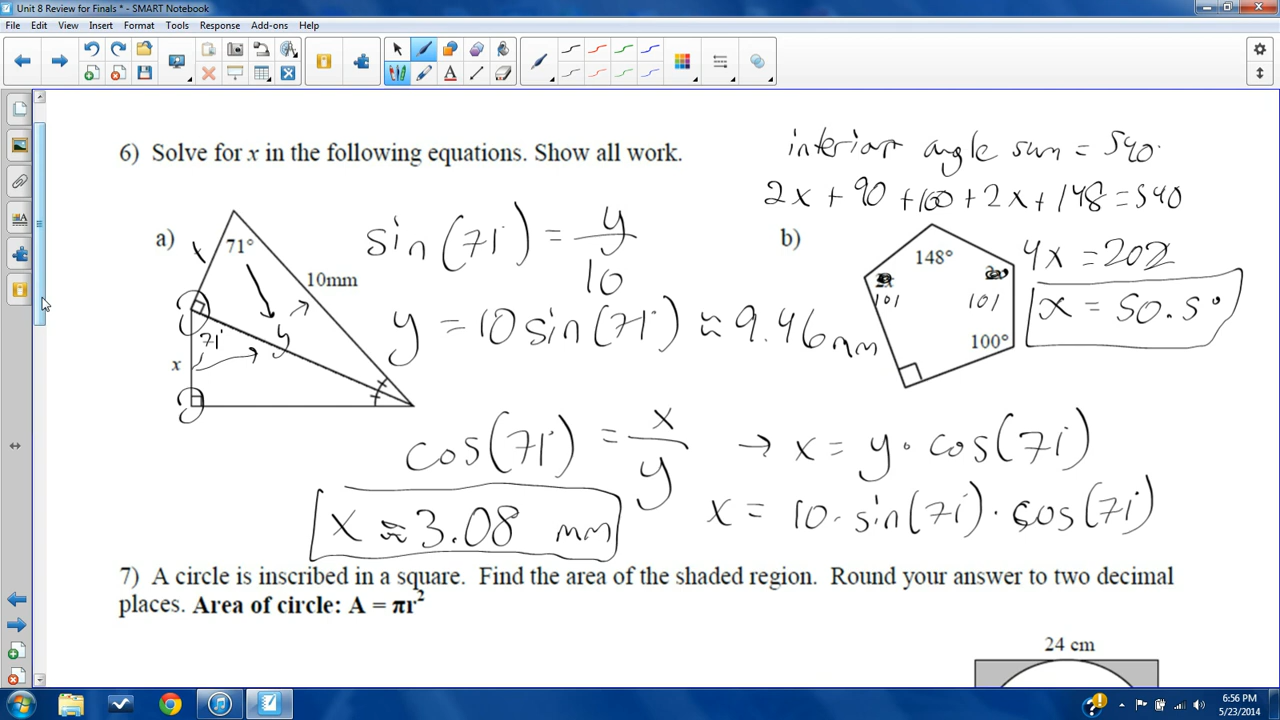 Unit 8 Review for Finals * - SMART Notebook
File Edit View Insert Format Tools Response Add-ons Help
6) Solve for x in the following equations. Show all work.
interior angle sum = 540
2x + 90 + 100 + 2x + 148 = 540
a)
71°
10mm
x
y
71°
x
sin(71°) = y/10
y = 10 sin(71°) ≈ 9.46mm
b)
148°
101
101
100°
4x = 202
x = 50.5°
cos(71°) = x/y → x = y · cos(71°)
x ≈ 3.08 mm
x = 10 · sin(71°) · cos(71°)
7) A circle is inscribed in a square. Find the area of the shaded region. Round your answer to two decimal
places. Area of circle: A = πr²
24 cm
6:56 PM
5/23/2014